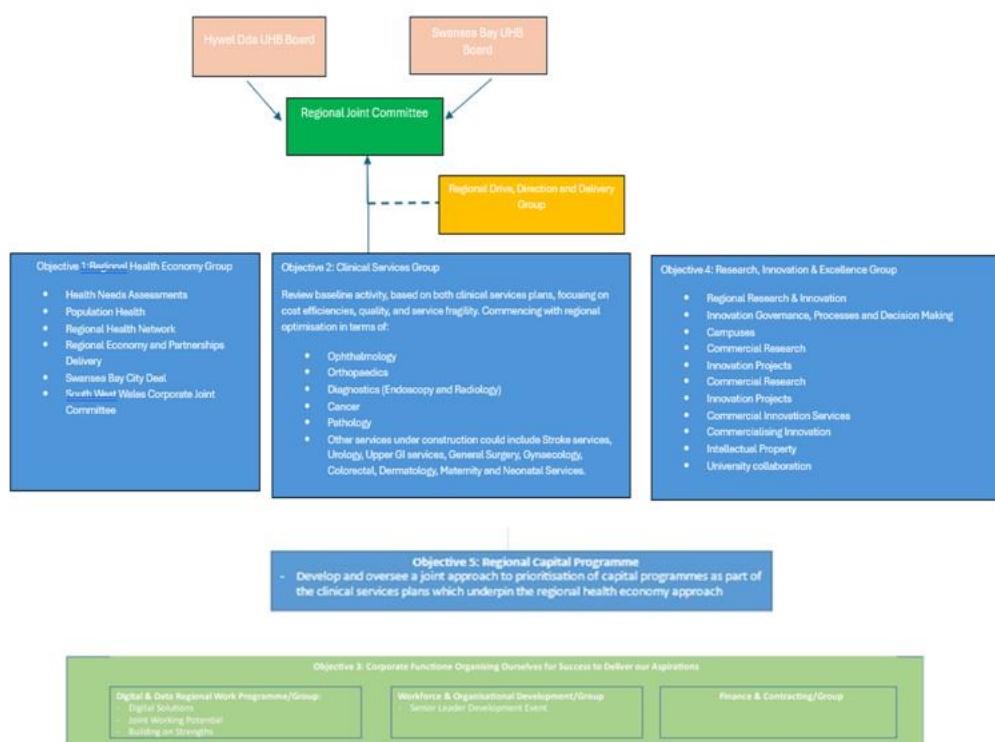 Hywel Dda UHB Board
Swansea Bay UHB
Board
Regional Joint Committee
Regional Drive, Direction and Delivery
Group
Objective 1:Regional Health Economy Group
• Health Needs Assessments
• Population Health
• Regional Health Network
• Regional Economy and Partnerships
Delivery
• Swansea Bay City Deal
• South West Wales Corporate Joint
Committee
Objective 2: Clinical Services Group
Review baseline activity, based on both clinical services plans, focusing on
cost efficiencies, quality, and service fragility. Commencing with regional
optimisation in terms of:
• Ophthalmology
• Orthopaedics
• Diagnostics (Endoscopy and Radiology)
• Cancer
• Pathology
• Other services under construction could include Stroke services,
Urology, Upper GI services, General Surgery, Gynaecology,
Colorectal, Dermatology, Maternity and Neonatal Services.
Objective 4: Research, Innovation & Excellence Group
• Regional Research & Innovation
• Innovation Governance, Processes and Decision Making
• Campuses
• Commercial Research
• Innovation Projects
• Commercial Research
• Innovation Projects
• Commercial Innovation Services
• Commercialising Innovation
• Intellectual Property
• University collaboration
Objective 5: Regional Capital Programme
- Develop and oversee a joint approach to prioritisation of capital programmes as part of
the clinical services plans which underpin the regional health economy approach
Objective 3: Corporate Functione Organising Ourselves for Success to Deliver our Aspirations
Digital & Data Regional Work Programme/Group:
- Digital Solutions
- Joint Working Potential
- Building on Strengths
Workforce & Organisational Development/Group
- Senior Leader Development Event
Finance & Contracting/Group